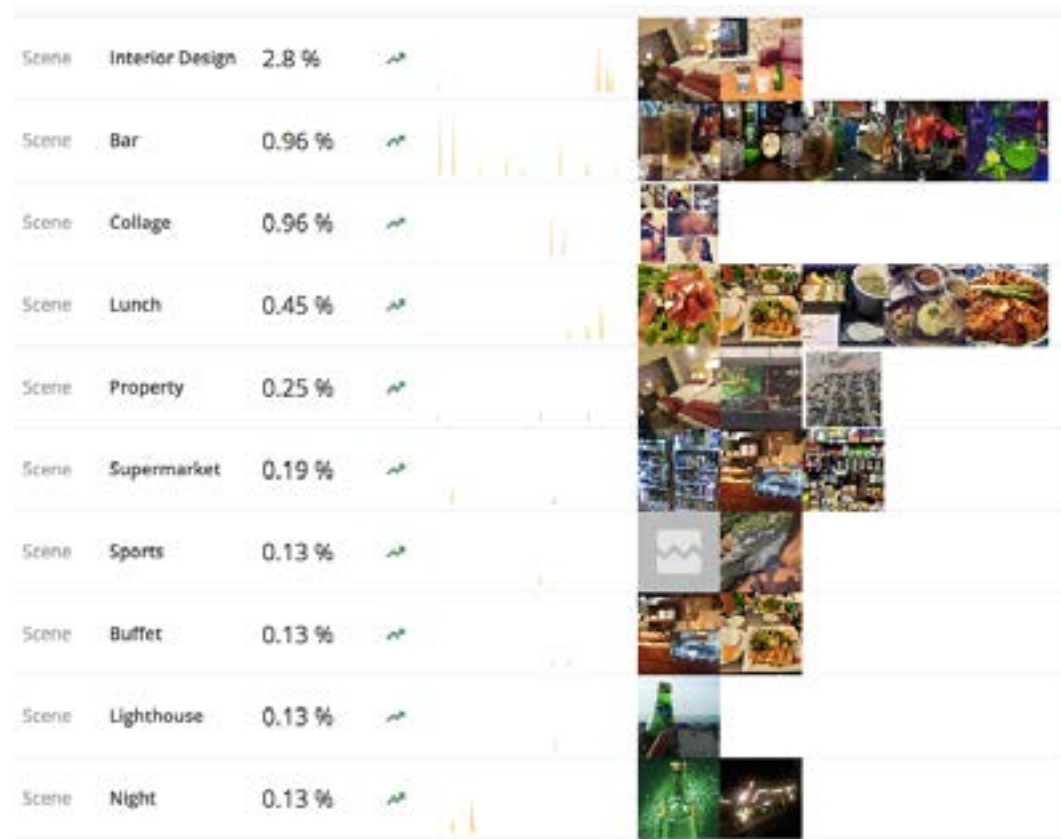 Scene Interior Design 2.8 %
Scene Bar 0.96 %
Scene Collage 0.96 %
Scene Lunch 0.45 %
Scene Property 0.25 %
Scene Supermarket 0.19 %
Scene Sports 0.13 %
Scene Buffet 0.13 %
Scene Lighthouse 0.13 %
Scene Night 0.13 %